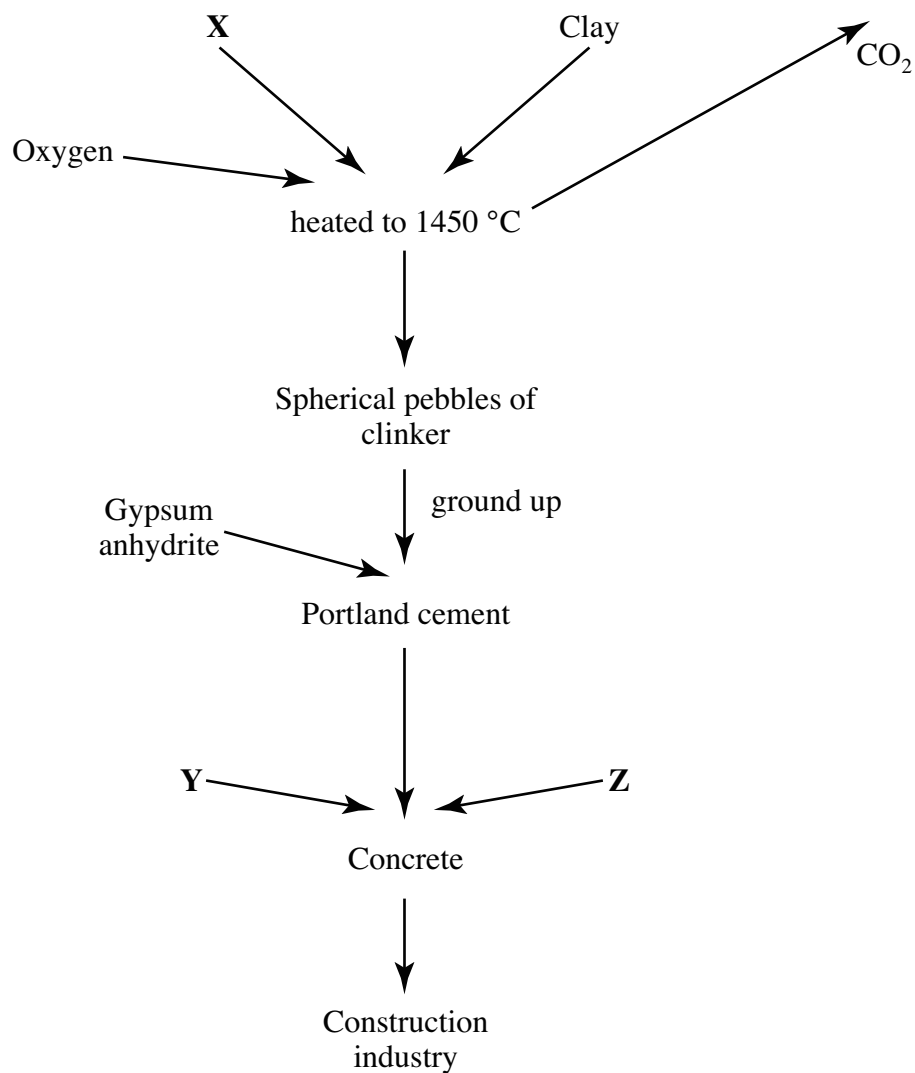 X
Clay
CO₂
Oxygen
heated to 1450 °C
Spherical pebbles of
clinker
ground up
Gypsum
anhydrite
Portland cement
Y
Z
Concrete
Construction
industry